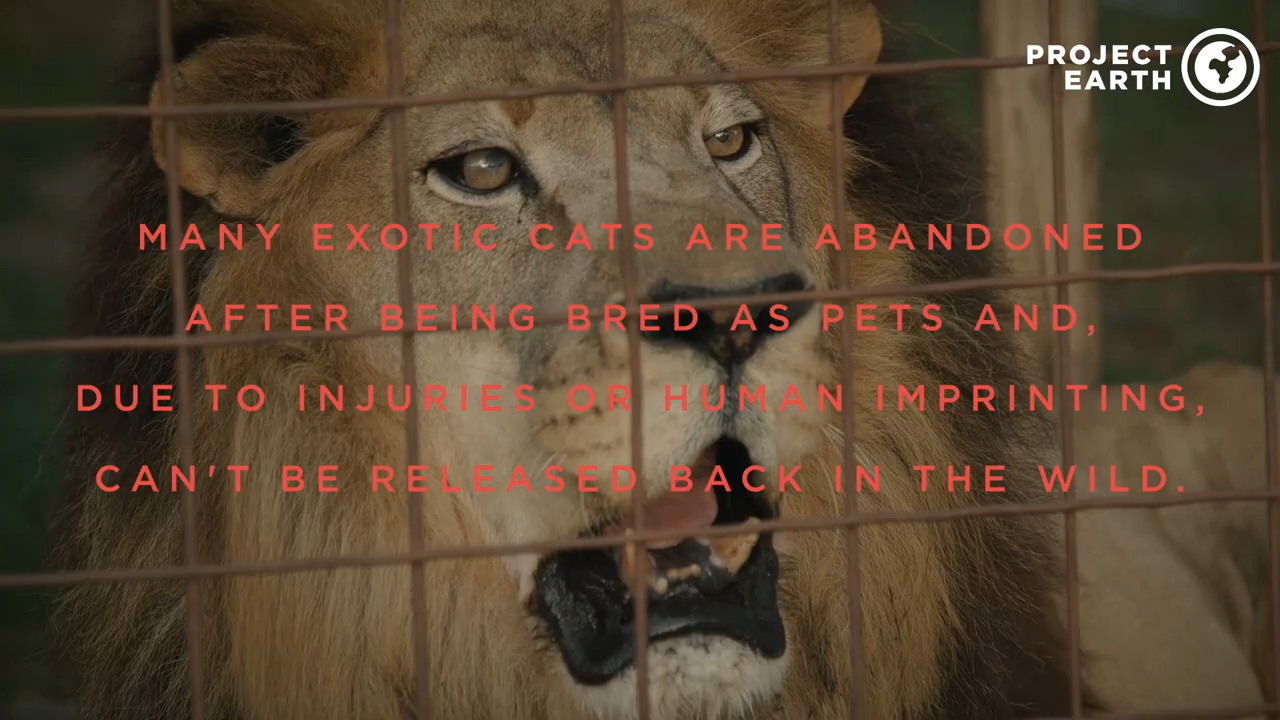 PROJECT
EARTH
MANY EXOTIC CATS ARE ABANDONED
AFTER BEING BRED AS PETS AND,
DUE TO INJURIES OR HUMAN IMPRINTING,
CAN'T BE RELEASED BACK IN THE WILD.